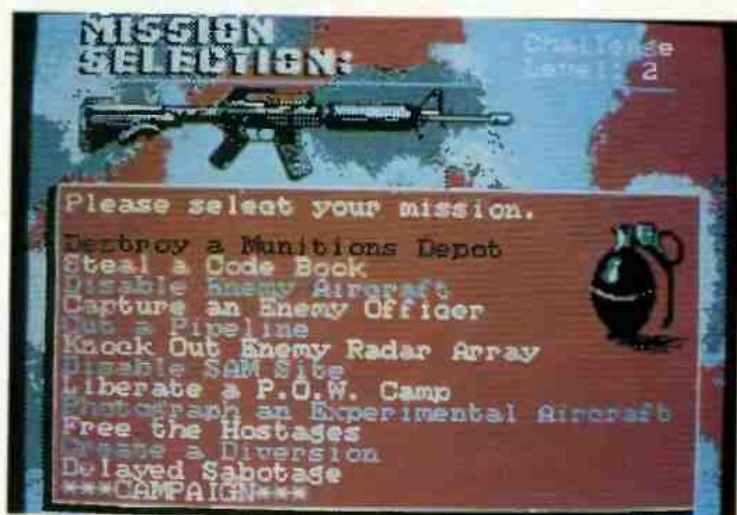 MISSION
SELECTION:
Challenge
Level: 2
Please select your mission.
Destroy a Munitions Depot
Steal a Code Book
Disable Enemy Aircraft
Capture an Enemy Officer
Cut a Pipeline
Knock Out Enemy Radar Array
Disable SAM Site
Liberate a P.O.W. Camp
Photograph an Experimental Aircraft
Free the Hostages
Create a Diversion
Delayed Sabotage
***CAMPAIGN***